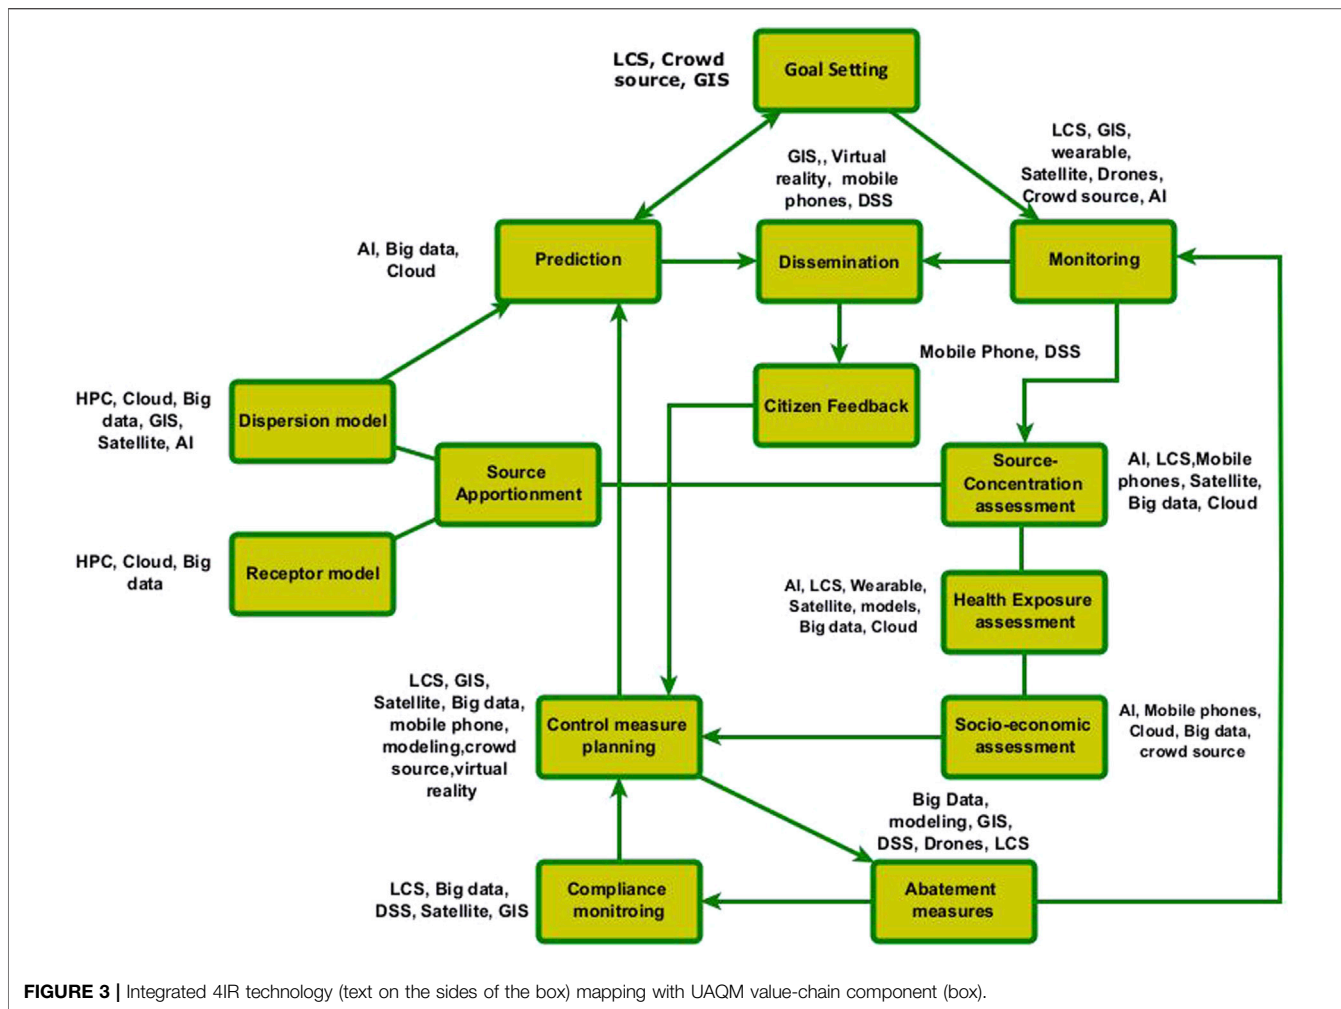 LCS, Crowd
source, GIS
Goal Setting
LCS, GIS,
wearable,
Satellite, Drones,
Crowd source, AI
GIS,, Virtual
reality, mobile
phones, DSS
AI, Big data,
Cloud
Prediction
Dissemination
Monitoring
Mobile Phone, DSS
HPC, Cloud, Big
data, GIS,
Satellite, AI
Dispersion model
Citizen Feedback
Source
Apportionment
Source-
Concentration
assessment
AI, LCS,Mobile
phones, Satellite,
Big data, Cloud
HPC, Cloud, Big
data
Receptor model
AI, LCS, Wearable,
Satellite, models,
Big data, Cloud
Health Exposure
assessment
LCS, GIS,
Satellite, Big data,
mobile phone,
modeling,crowd
source,virtual
reality
Control measure
planning
Socio-economic
assessment
AI, Mobile phones,
Cloud, Big data,
crowd source
Big Data,
modeling, GIS,
DSS, Drones, LCS
LCS, Big data,
DSS, Satellite, GIS
Compliance
monitroing
Abatement
measures
FIGURE 3 | Integrated 4IR technology (text on the sides of the box) mapping with UAQM value-chain component (box).